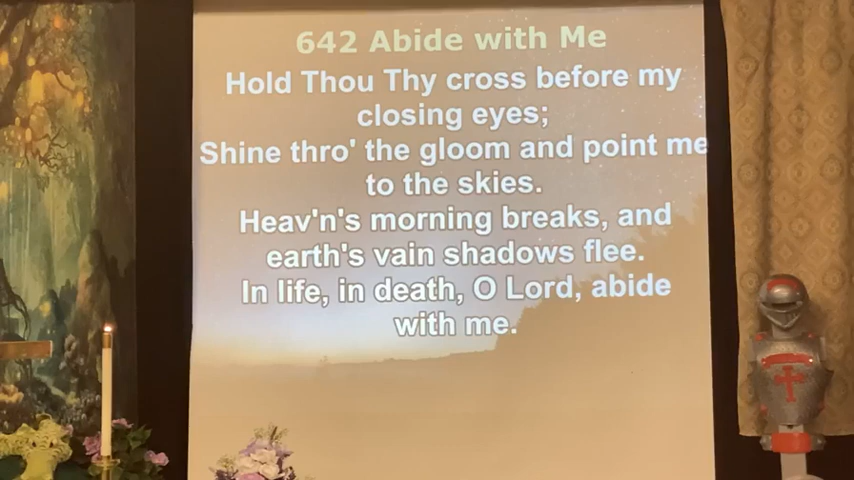 642 Abide with Me
Hold Thou Thy cross before my
closing eyes;
Shine thro' the gloom and point me
to the skies.
Heav'n's morning breaks, and
earth's vain shadows flee.
In life, in death, O Lord, abide
with me.